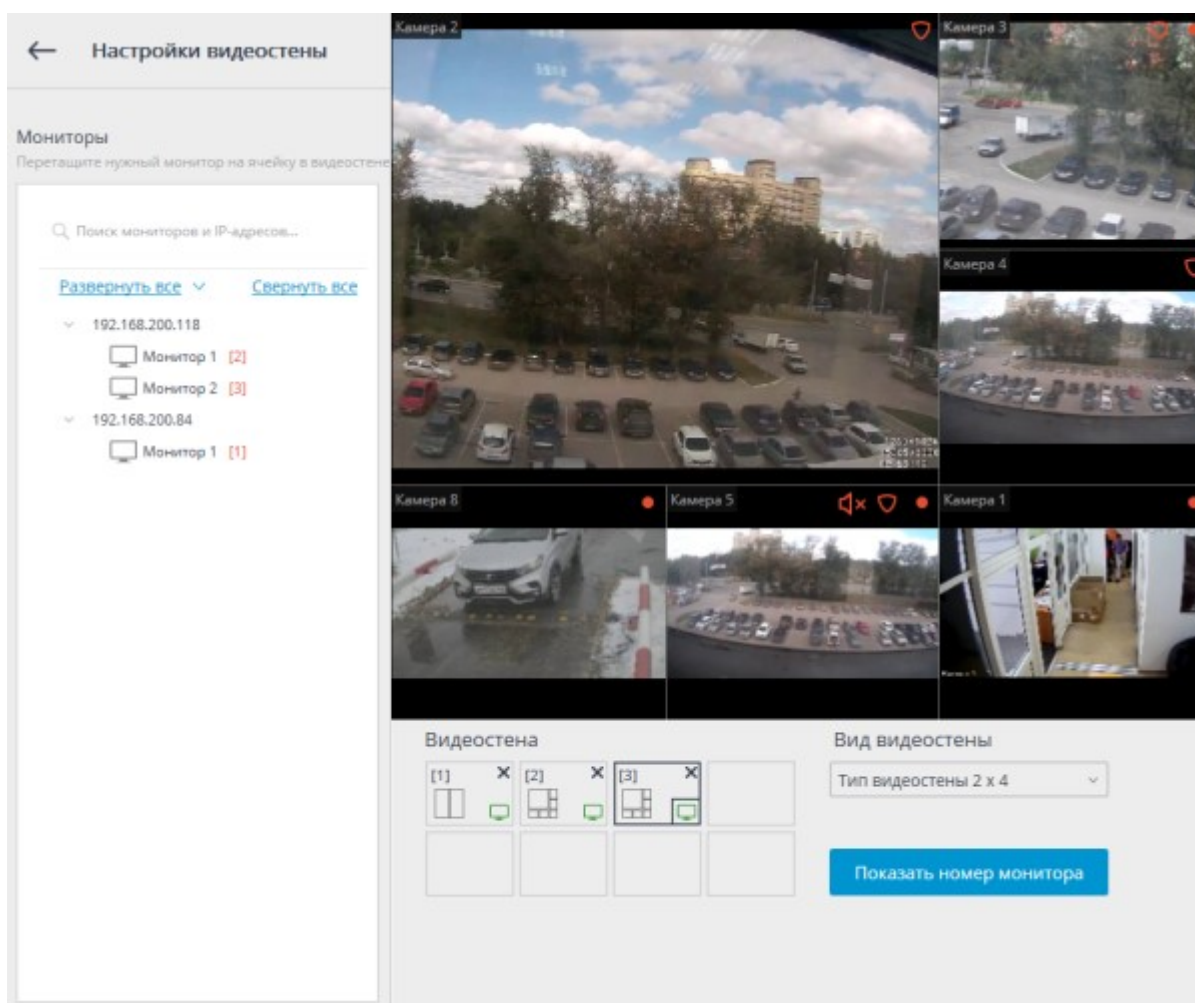 Настройки видеостены
Мониторы
Перетащите нужный монитор на ячейку в видеостене
Поиск мониторов и IP-адресов...
Развернуть все
Свернуть все
192.168.200.118
Монитор 1 [2]
Монитор 2 [3]
192.168.200.84
Монитор 1 [1]
Камера 2
Камера 3
Камера 4
Камера 8
Камера 5
Камера 1
Видеостена
[1]
[2]
[3]
Вид видеостены
Тип видеостены 2 x 4
Показать номер монитора